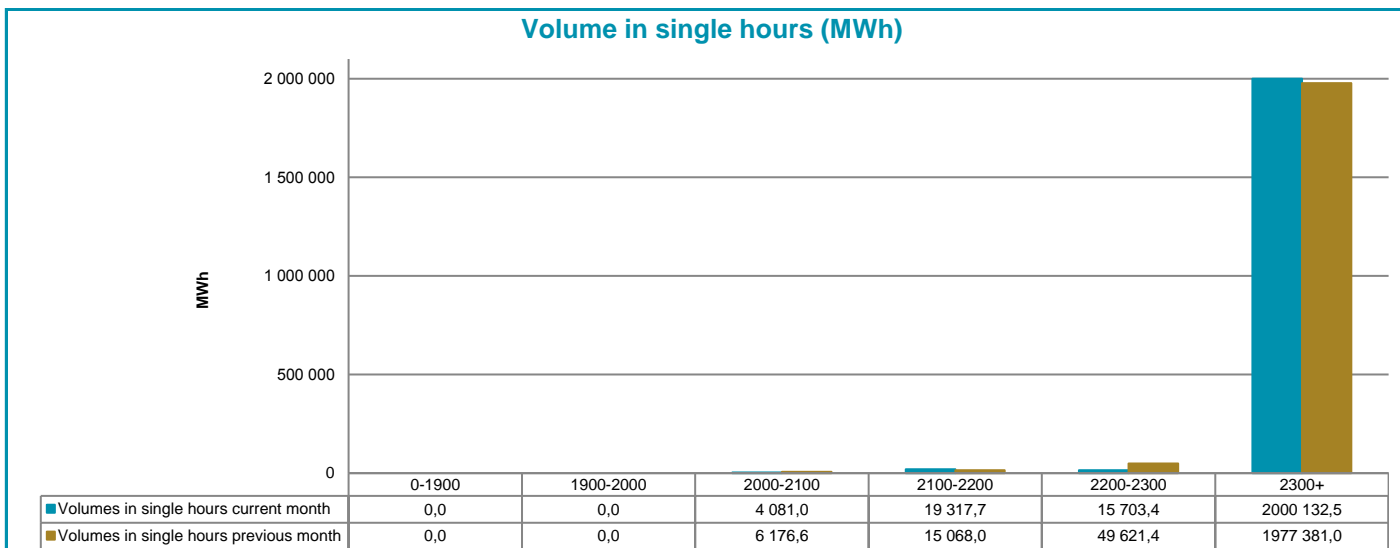 Volume in single hours (MWh)
2 000 000
1 500 000
1 000 000
500 000
0
MWh
0-1900 1900-2000 2000-2100 2100-2200 2200-2300 2300+
Volumes in single hours current month 0,0 0,0 4 081,0 19 317,7 15 703,4 2000 132,5
Volumes in single hours previous month 0,0 0,0 6 176,6 15 068,0 49 621,4 1977 381,0